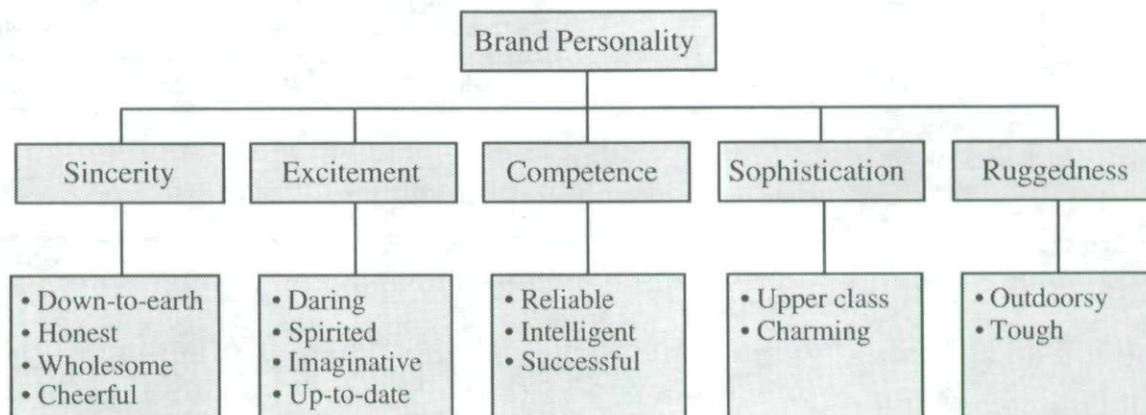 Brand Personality
Sincerity
Excitement
Competence
Sophistication
Ruggedness
• Down-to-earth
• Honest
• Wholesome
• Cheerful
• Daring
• Spirited
• Imaginative
• Up-to-date
• Reliable
• Intelligent
• Successful
• Upper class
• Charming
• Outdoorsy
• Tough